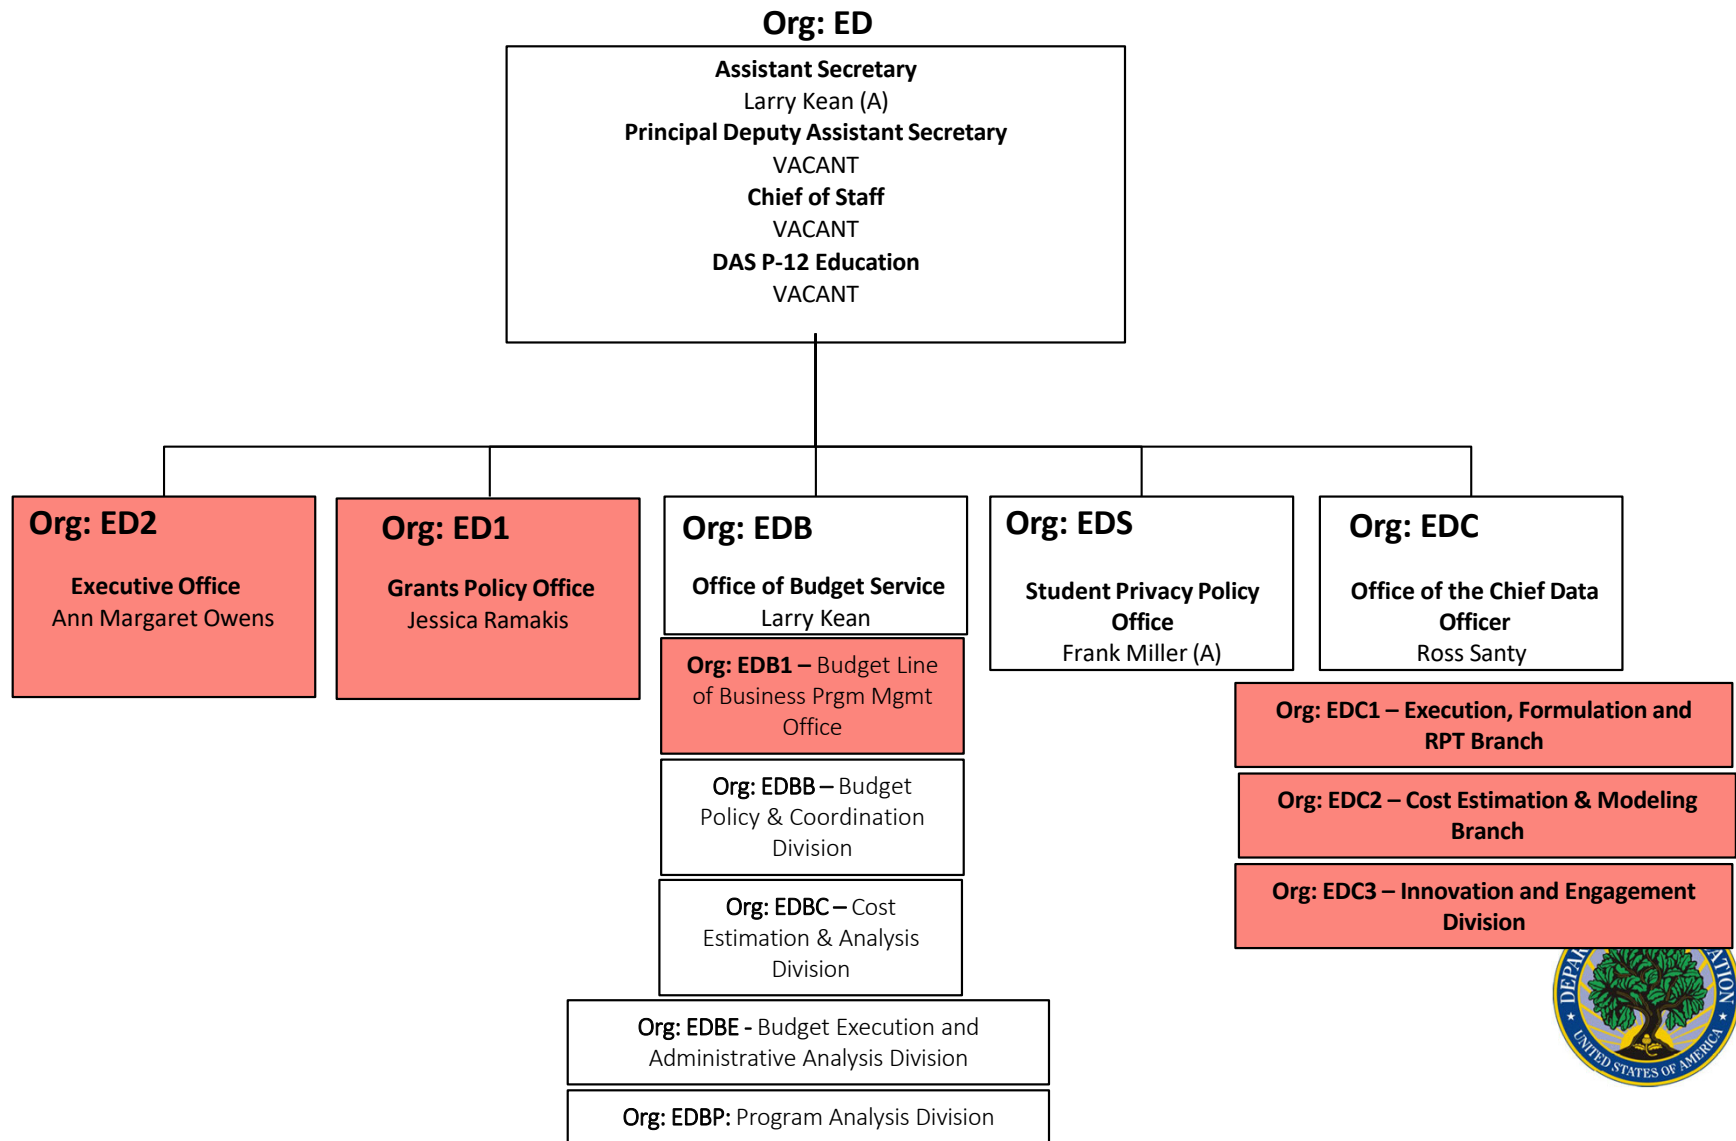 Org: ED
Assistant Secretary
Larry Kean (A)
Principal Deputy Assistant Secretary
VACANT
Chief of Staff
VACANT
DAS P-12 Education
VACANT
Org: ED2
Executive Office
Ann Margaret Owens
Org: ED1
Grants Policy Office
Jessica Ramakis
Org: EDB
Office of Budget Service
Larry Kean
Org: EDB1 – Budget Line
of Business Prgm Mgmt
Office
Org: EDBB – Budget
Policy & Coordination
Division
Org: EDBC – Cost
Estimation & Analysis
Division
Org: EDBE - Budget Execution and
Administrative Analysis Division
Org: EDBP: Program Analysis Division
Org: EDS
Student Privacy Policy
Office
Frank Miller (A)
Org: EDC
Office of the Chief Data
Officer
Ross Santy
Org: EDC1 – Execution, Formulation and
RPT Branch
Org: EDC2 – Cost Estimation & Modeling
Branch
Org: EDC3 – Innovation and Engagement
Division
UNITED STATES OF AMERICA